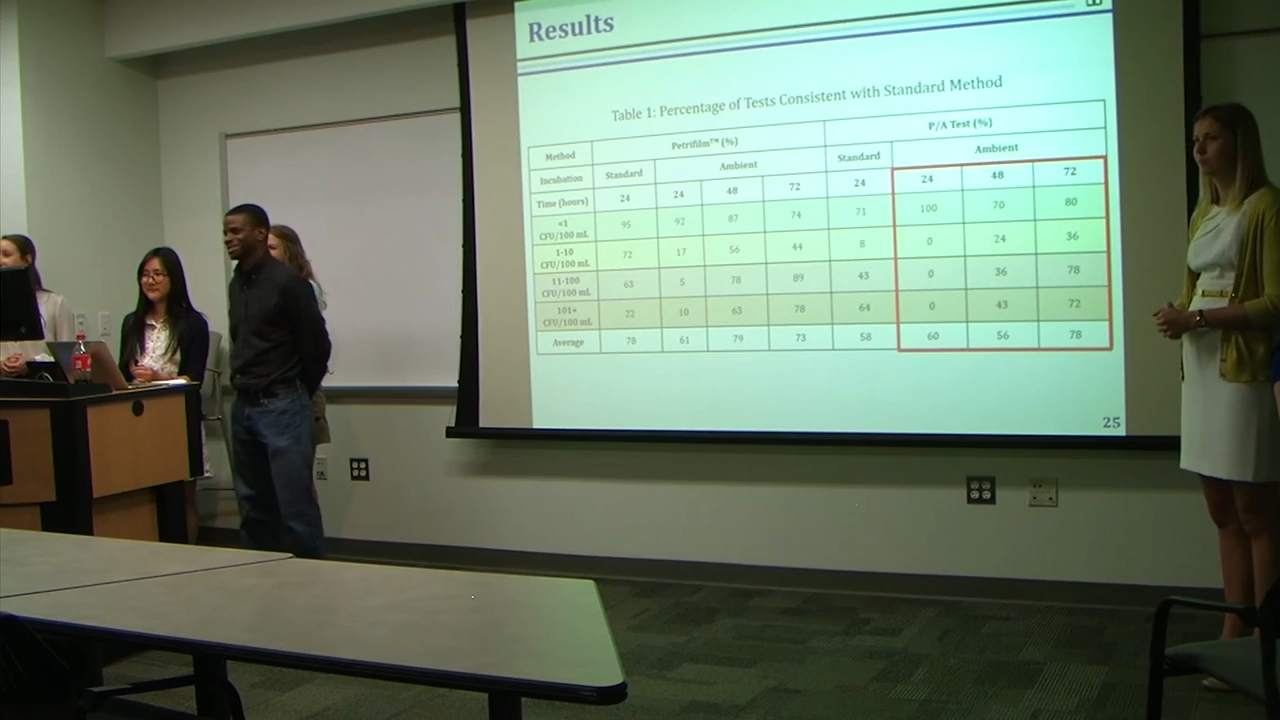 Results
Table 1: Percentage of Tests Consistent with Standard Method
Method Petrifilm™ (%) P/A Test (%)
Incubation Standard Ambient Standard Ambient
Time (hours) 24 24 48 72 24 24 48 72
<1
CFU/100 mL 95 92 87 74 71 100 70 80
1-10
CFU/100 mL 72 17 56 44 8 0 24 36
11-100
CFU/100 mL 63 5 78 89 43 0 36 78
101+
CFU/100 mL 22 10 63 78 64 0 43 72
Average 78 61 79 73 58 60 56 78
25